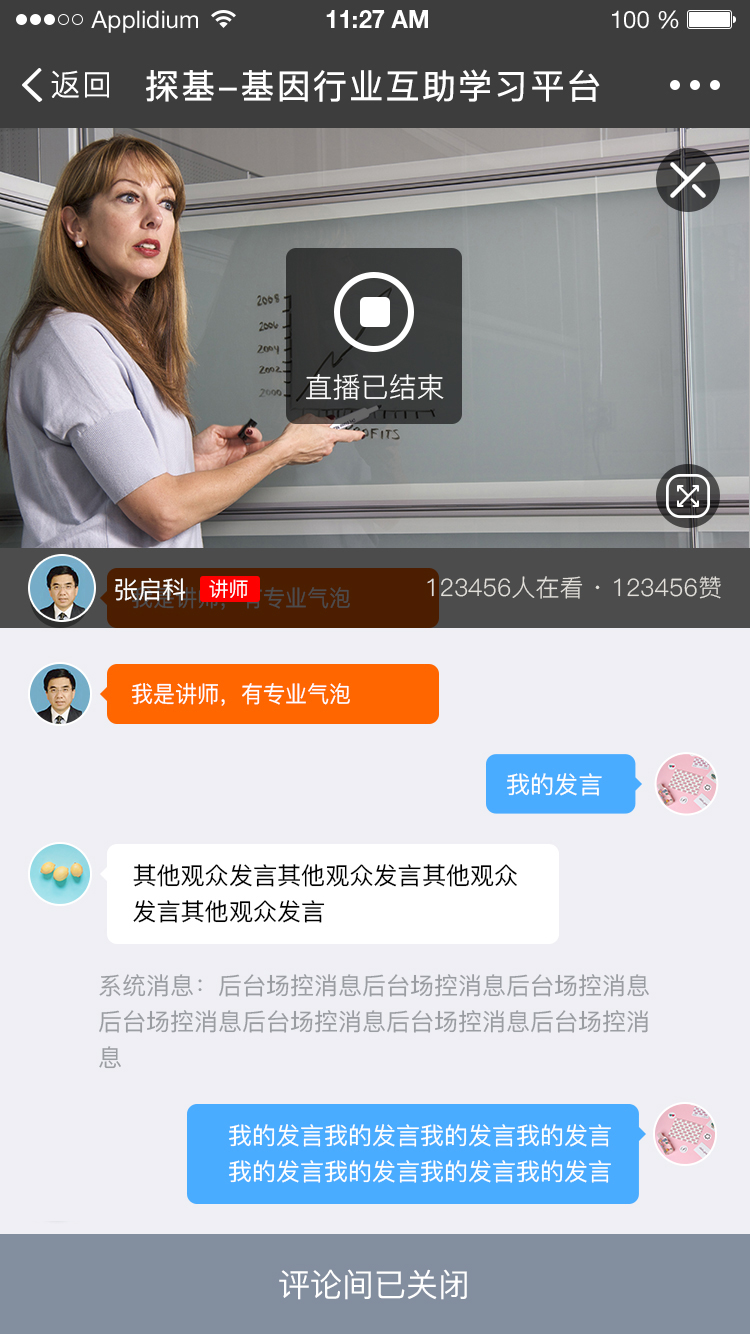 Applidium 11:27 AM 100 %
返回 探基–基因行业互助学习平台
2008
2006
2004
2002
2000
直播已结束
张启科 讲师 123456人在看 · 123456赞
我是讲师，有专业气泡
我是讲师，有专业气泡
我的发言
其他观众发言其他观众发言其他观众
发言其他观众发言
系统消息：后台场控消息后台场控消息后台场控消息
后台场控消息后台场控消息后台场控消息后台场控消
息
我的发言我的发言我的发言我的发言
我的发言我的发言我的发言我的发言
评论间已关闭